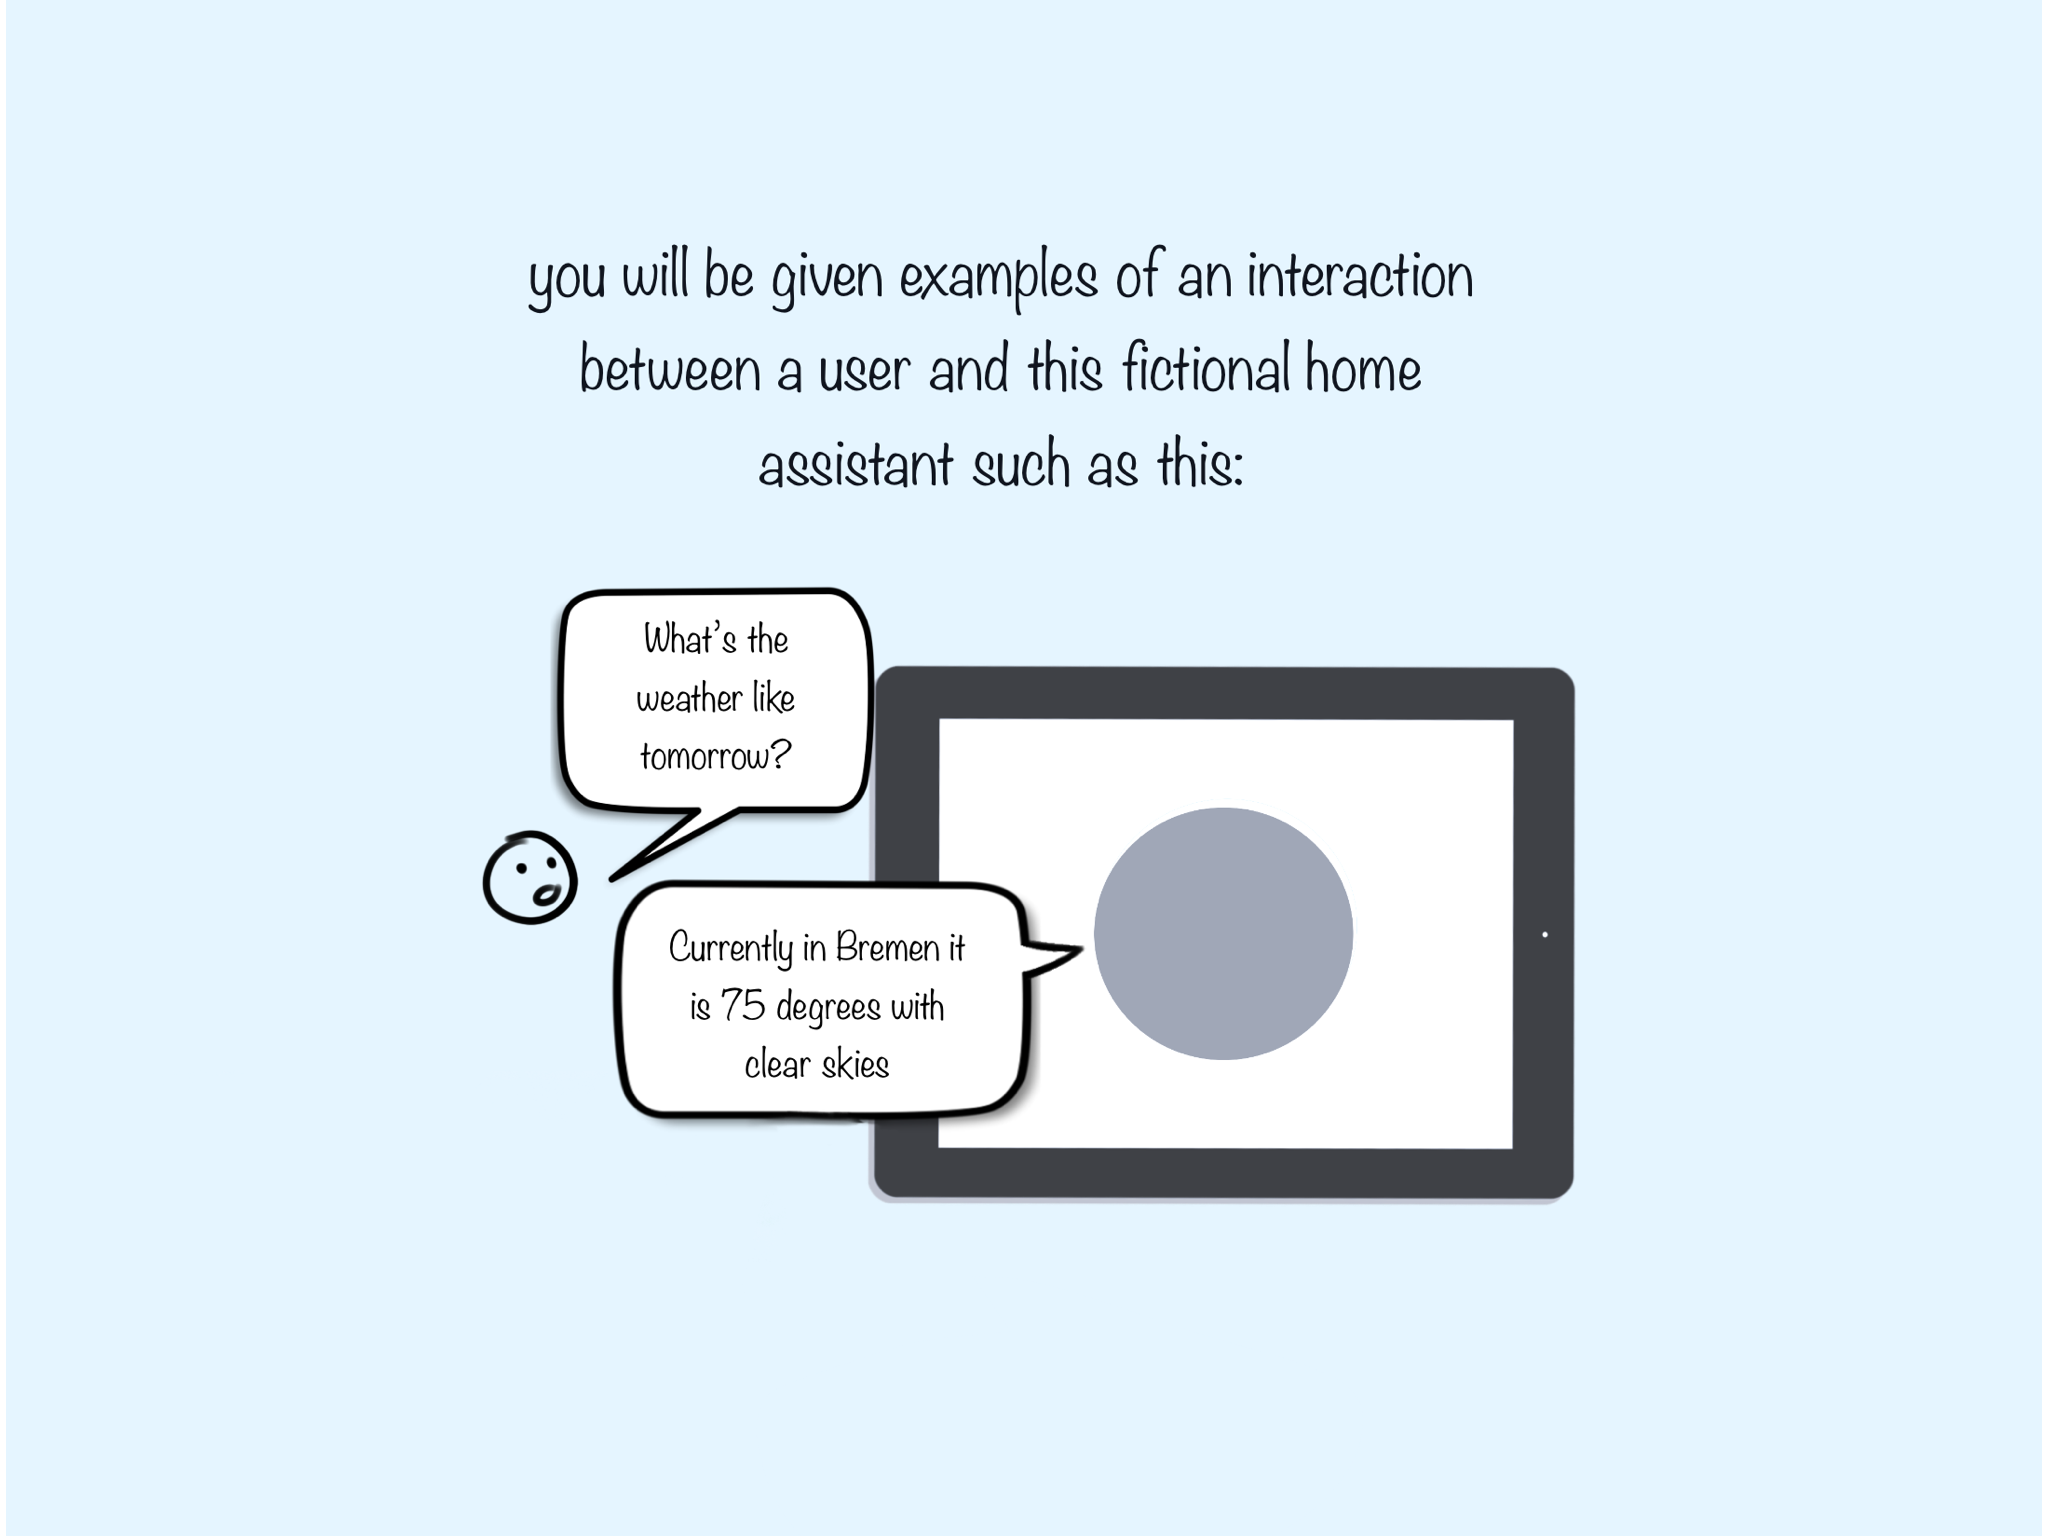 you will be given examples of an interaction
between a user and this fictional home
assistant such as this:
What's the
weather like
tomorrow?
Currently in Bremen it
is 75 degrees with
clear skies